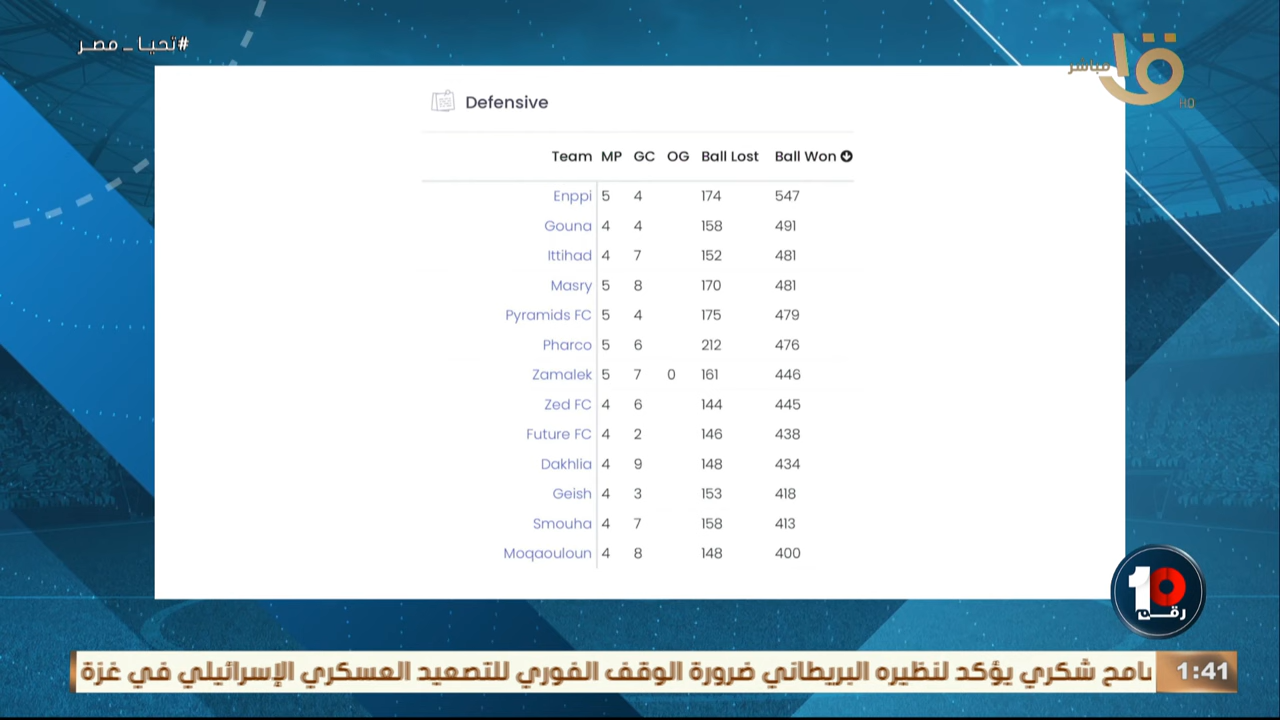 #تحيا_مصر
مباشر
HD
Defensive
Team MP GC OG Ball Lost Ball Won
Enppi 5 4 174 547
Gouna 4 4 158 491
Ittihad 4 7 152 481
Masry 5 8 170 481
Pyramids FC 5 4 175 479
Pharco 5 6 212 476
Zamalek 5 7 0 161 446
Zed FC 4 6 144 445
Future FC 4 2 146 438
Dakhlia 4 9 148 434
Geish 4 3 153 418
Smouha 4 7 158 413
Moqaouloun 4 8 148 400
10
رقم
1:41
شكري يؤكد لنظيره البريطاني ضرورة الوقف الفوري للتصعيد العسكري الإسرائيلي في غزة